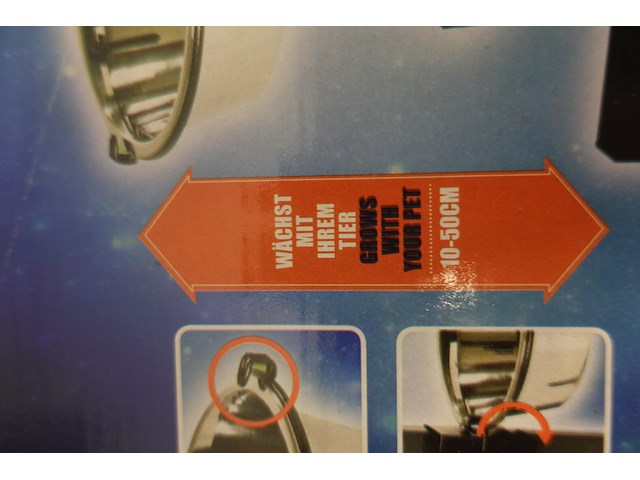 WÄCHST
MIT
IHREM
TIER
GROWS
WITH
YOUR PET
10-50CM